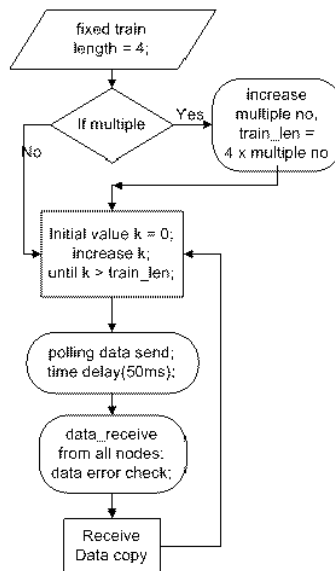 fixed train
length = 4;
If multiple
Yes
No
increase
multiple no,
train_len =
4 x multiple no
Initial value k = 0;
increase k;
until k > train_len;
polling data send;
time delay(50ms);
data_receive
from all nodes;
data error check;
Receive
Data copy